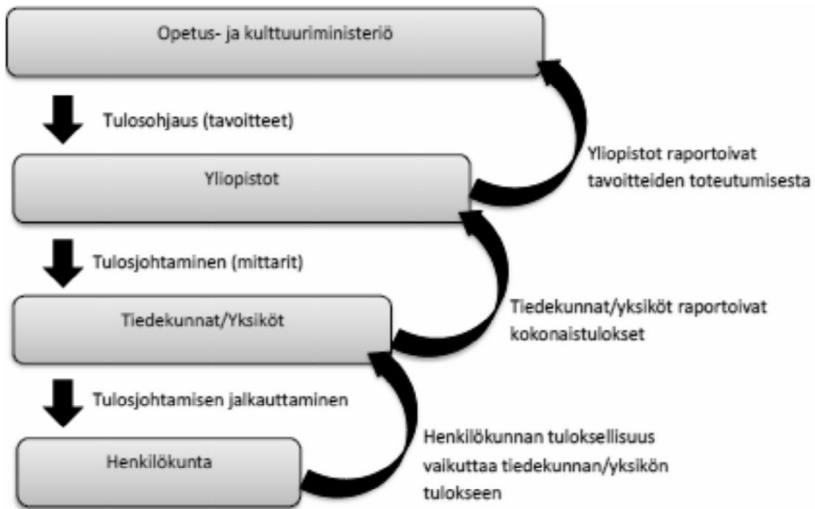 Opetus- ja kulttuuriministeriö
Tulosohjaus (tavoitteet)
Yliopistot raportoivat
tavoitteiden toteutumisesta
Yliopistot
Tulosjohtaminen (mittarit)
Tiedekunnat/yksiköt raportoivat
kokonaistulokset
Tiedekunnat/Yksiköt
Tulosjohtamisen jalkauttaminen
Henkilökunnan tuloksellisuus
vaikuttaa tiedekunnan/yksikön
tulokseen
Henkilökunta